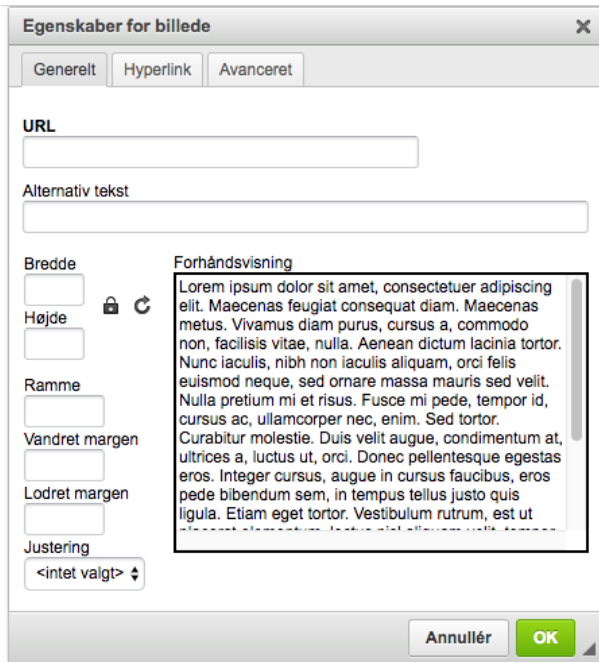 Egenskaber for billede
Generelt Hyperlink Avanceret
URL
Alternativ tekst
Bredde
Højde
Ramme
Vandret margen
Lodret margen
Justering
<intet valgt>
Forhåndsvisning
Lorem ipsum dolor sit amet, consectetuer adipiscing
elit. Maecenas feugiat consequat diam. Maecenas
metus. Vivamus diam purus, cursus a, commodo
non, facilisis vitae, nulla. Aenean dictum lacinia tortor.
Nunc iaculis, nibh non iaculis aliquam, orci felis
euismod neque, sed ornare massa mauris sed velit.
Nulla pretium mi et risus. Fusce mi pede, tempor id,
cursus ac, ullamcorper nec, enim. Sed tortor.
Curabitur molestie. Duis velit augue, condimentum at,
ultrices a, luctus ut, orci. Donec pellentesque egestas
eros. Integer cursus, augue in cursus faucibus, eros
pede bibendum sem, in tempus tellus justo quis
ligula. Etiam eget tortor. Vestibulum rutrum, est ut
Annullér OK